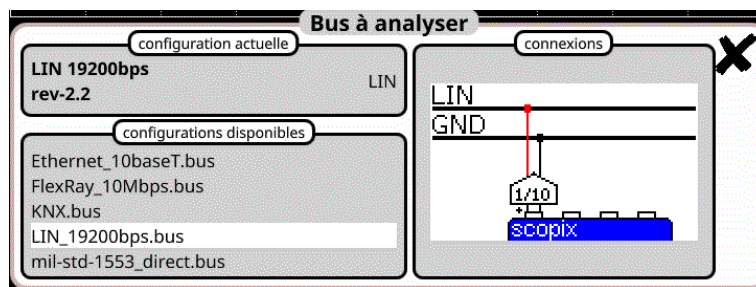 Bus à analyser
configuration actuelle
LIN 19200bps
LIN
rev-2.2
configurations disponibles
Ethernet_10baseT.bus
FlexRay_10Mbps.bus
KNX.bus
LIN_19200bps.bus
mil-std-1553_direct.bus
connexions
LIN
GND
1/10
+
scopix